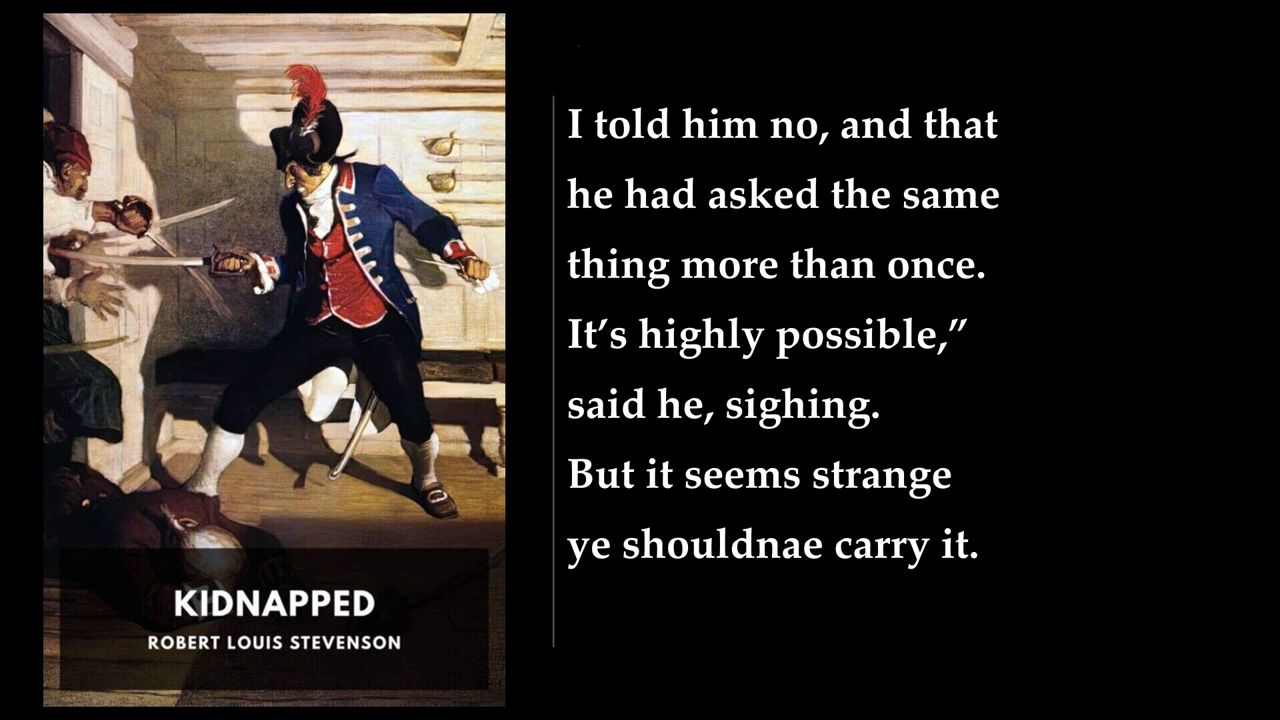 KIDNAPPED
ROBERT LOUIS STEVENSON
I told him no, and that
he had asked the same
thing more than once.
It’s highly possible,”
said he, sighing.
But it seems strange
ye shouldnae carry it.